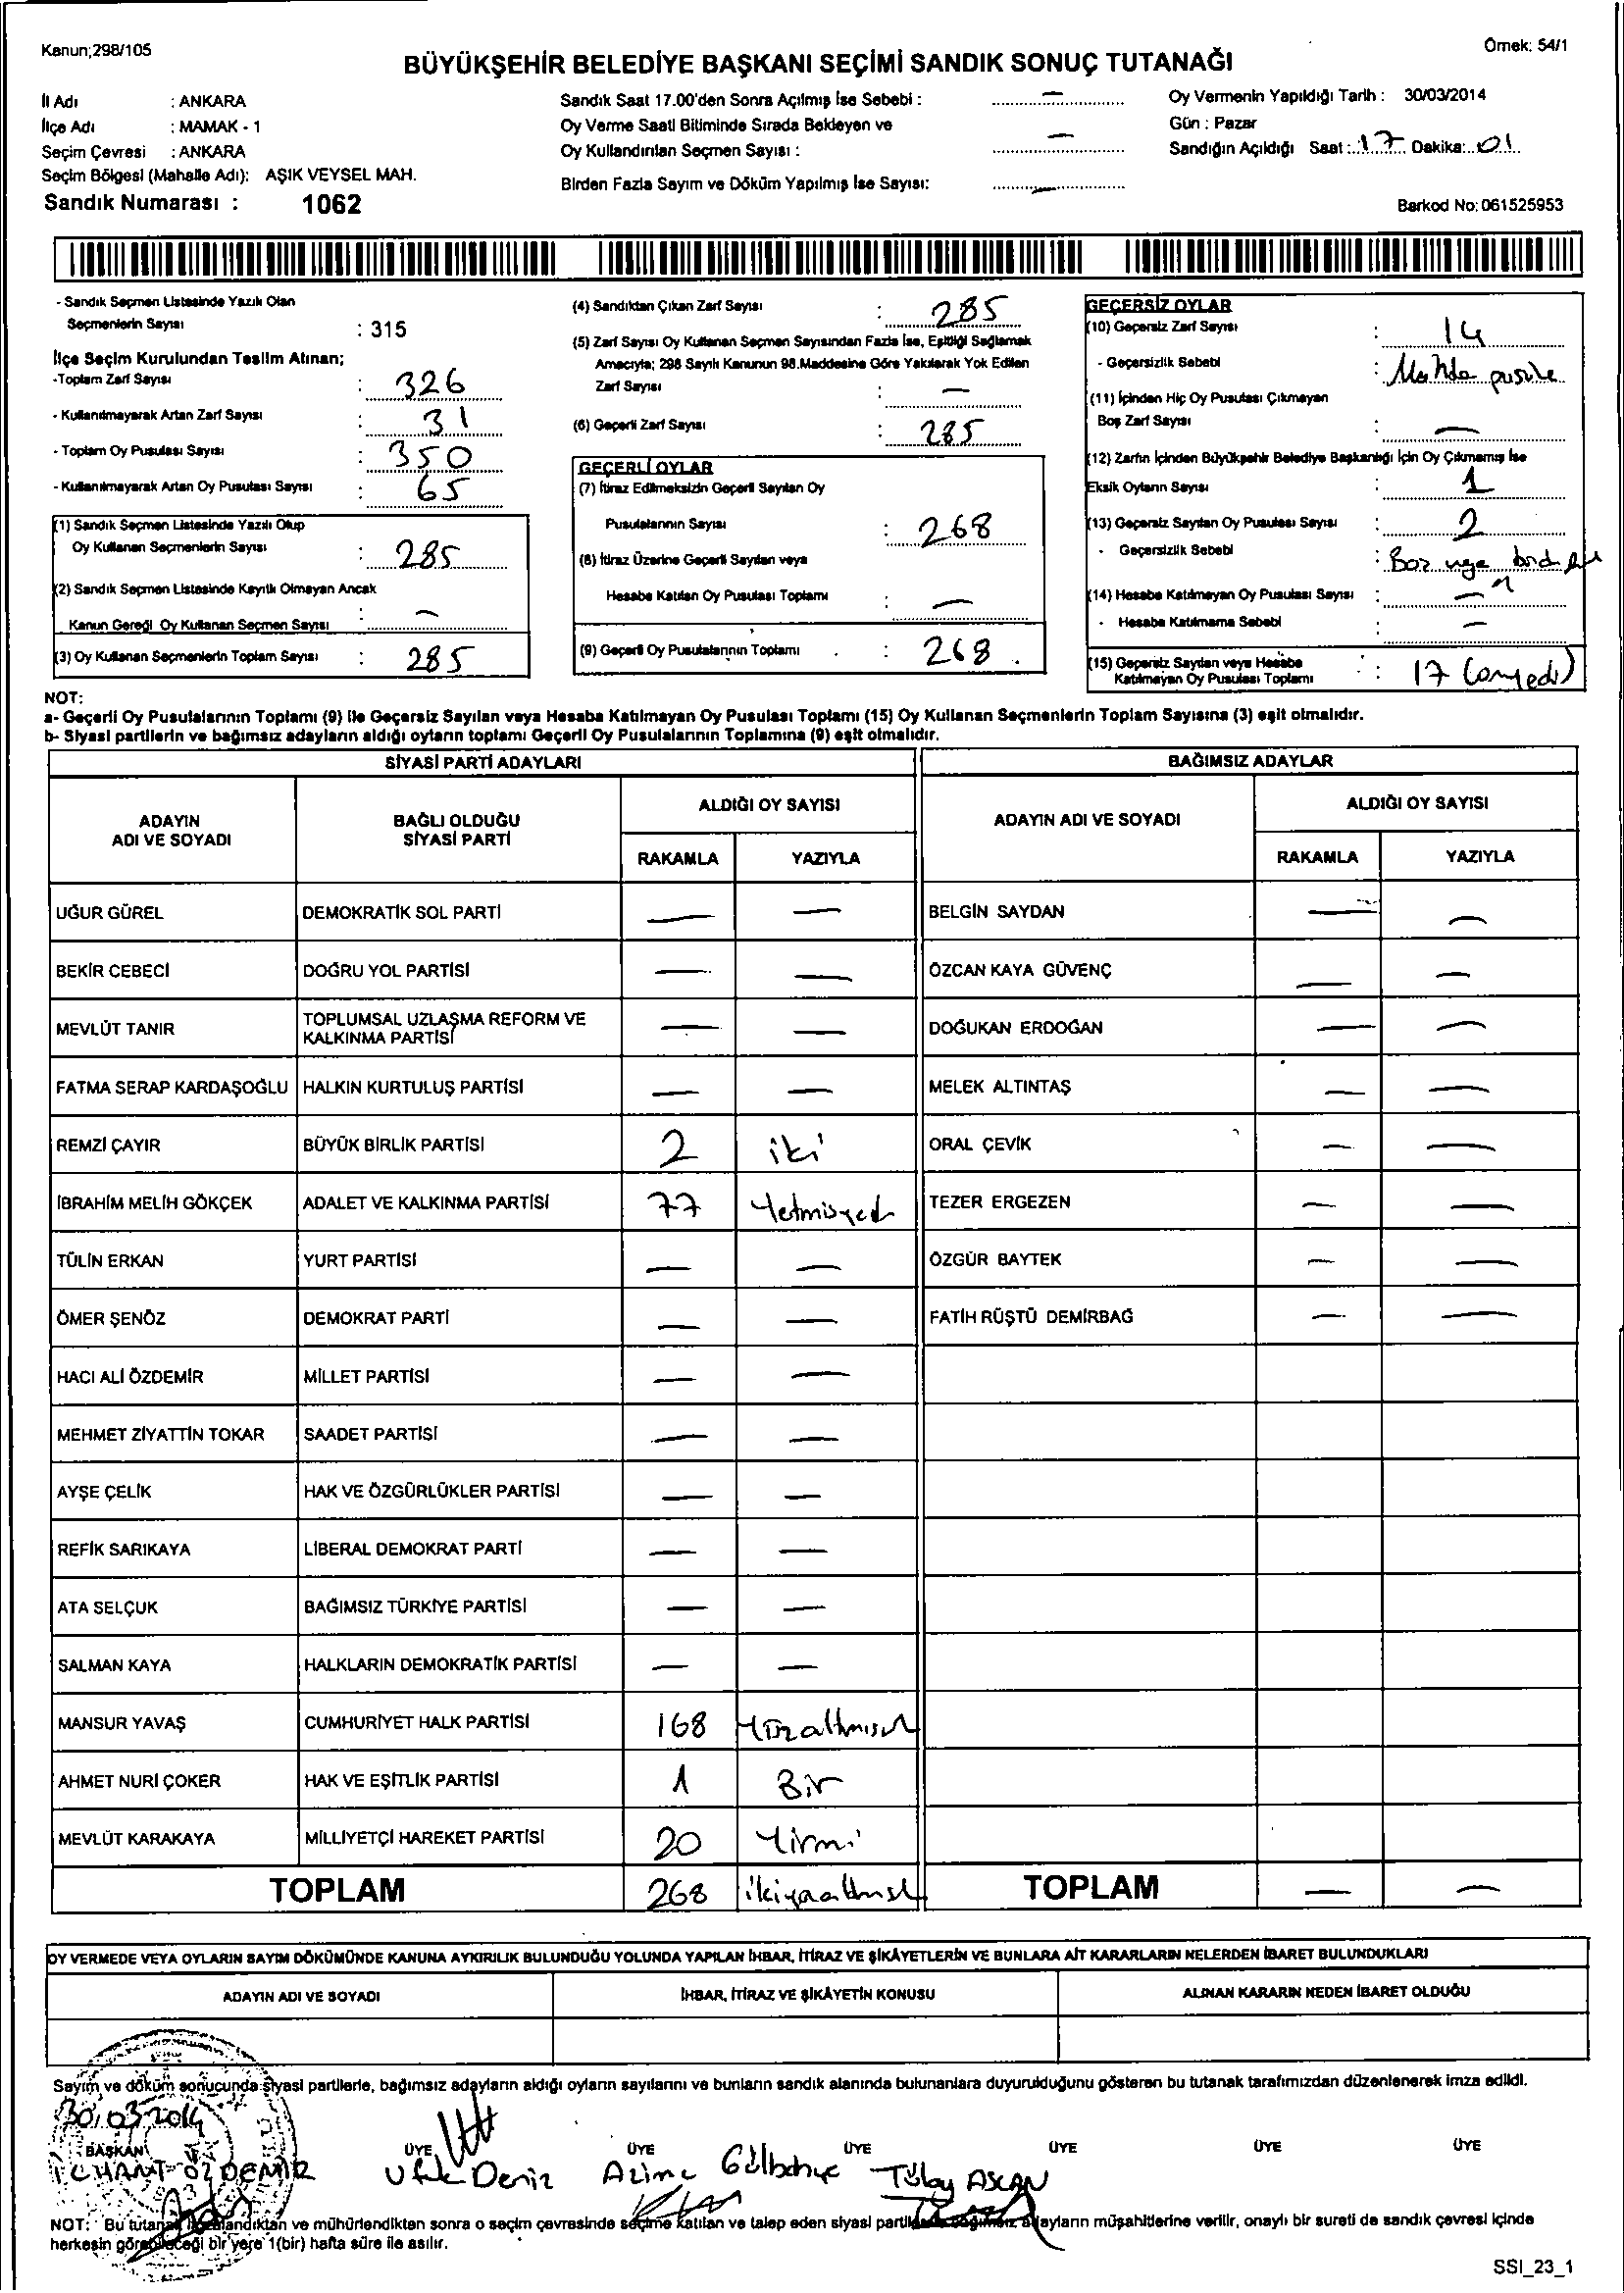 Kanun;298/105
Örnek: 54/1
BÜYÜKŞEHİR BELEDİYE BAŞKANI SEÇİMİ SANDIK SONUÇ TUTANAĞI
İl Adı : ANKARA
İlçe Adı : MAMAK - 1
Seçim Çevresi : ANKARA
Seçim Bölgesi (Mahalle Adı): AŞIK VEYSEL MAH.
Sandık Numarası : 1062
Sandık Saat 17.00'den Sonra Açılmış İse Sebebi : —
Oy Verme Saati Bitiminde Sırada Bekleyen ve
Oy Kullandırılan Seçmen Sayısı : —
Birden Fazla Sayım ve Döküm Yapılmış İse Sayısı: —
Oy Vermenin Yapıldığı Tarih : 30/03/2014
Gün : Pazar
Sandığın Açıldığı Saat : 17 Dakika: 01
Barkod No: 061525953
- Sandık Seçmen Listesinde Yazılı Olan
Seçmenlerin Sayısı : 315
İlçe Seçim Kurulundan Teslim Alınan;
-Toplam Zarf Sayısı : 326
- Kullanılmayarak Artan Zarf Sayısı : 31
- Toplam Oy Pusulası Sayısı : 350
- Kullanılmayarak Artan Oy Pusulası Sayısı : 65
(1) Sandık Seçmen Listesinde Yazılı Olup
Oy Kullanan Seçmenlerin Sayısı : 285
(2) Sandık Seçmen Listesinde Kayıtlı Olmayan Ancak
Kanun Gereği Oy Kullanan Seçmen Sayısı : —
(3) Oy Kullanan Seçmenlerin Toplam Sayısı : 285
(4) Sandıktan Çıkan Zarf Sayısı : 285
(5) Zarf Sayısı Oy Kullanan Seçmen Sayısından Fazla İse, Eşitliği Sağlamak
Amacıyla; 298 Sayılı Kanunun 98.Maddesine Göre Yakılarak Yok Edilen
Zarf Sayısı : —
(6) Geçerli Zarf Sayısı : 285
GEÇERLİ OYLAR
(7) İtiraz Edilmeksizin Geçerli Sayılan Oy
Pusulalarının Sayısı : 268
(8) İtiraz Üzerine Geçerli Sayılan veya
Hesaba Katılan Oy Pusulası Toplamı : —
(9) Geçerli Oy Pusulalarının Toplamı : 268
GEÇERSİZ OYLAR
(10) Geçersiz Zarf Sayısı : 14
- Geçersizlik Sebebi :
(11) İçinden Hiç Oy Pusulası Çıkmayan
Boş Zarf Sayısı : —
(12) Zarfın İçinden Büyükşehir Belediye Başkanlığı İçin Oy Çıkmamış İse
Eksik Oyların Sayısı : 1
(13) Geçersiz Sayılan Oy Pusulası Sayısı : 2
- Geçersizlik Sebebi :
(14) Hesaba Katılmayan Oy Pusulası Sayısı : —
- Hesaba Katılmama Sebebi : —
(15) Geçersiz Sayılan veya Hesaba
Katılmayan Oy Pusulası Toplamı : 17 (onyedi)
NOT:
a- Geçerli Oy Pusulalarının Toplamı (9) ile Geçersiz Sayılan veya Hesaba Katılmayan Oy Pusulası Toplamı (15) Oy Kullanan Seçmenlerin Toplam Sayısına (3) eşit olmalıdır.
b- Siyasi partilerin ve bağımsız adayların aldığı oyların toplamı Geçerli Oy Pusulalarının Toplamına (9) eşit olmalıdır.
SİYASİ PARTİ ADAYLARI
ADAYIN ADI VE SOYADI
BAĞLI OLDUĞU SİYASİ PARTİ
ALDIĞI OY SAYISI
RAKAMLA YAZIYLA
UĞUR GÜREL DEMOKRATİK SOL PARTİ — —
BEKİR CEBECİ DOĞRU YOL PARTİSİ — —
MEVLÜT TANIR TOPLUMSAL UZLAŞMA REFORM VE KALKINMA PARTİSİ — —
FATMA SERAP KARDAŞOĞLU HALKIN KURTULUŞ PARTİSİ — —
REMZİ ÇAYIR BÜYÜK BİRLİK PARTİSİ 2 iki
İBRAHİM MELİH GÖKÇEK ADALET VE KALKINMA PARTİSİ 77 Yetmişyedi
TÜLİN ERKAN YURT PARTİSİ — —
ÖMER ŞENÖZ DEMOKRAT PARTİ — —
HACI ALİ ÖZDEMİR MİLLET PARTİSİ — —
MEHMET ZİYATTİN TOKAR SAADET PARTİSİ — —
AYŞE ÇELİK HAK VE ÖZGÜRLÜKLER PARTİSİ — —
REFİK SARIKAYA LİBERAL DEMOKRAT PARTİ — —
ATA SELÇUK BAĞIMSIZ TÜRKİYE PARTİSİ — —
SALMAN KAYA HALKLARIN DEMOKRATİK PARTİSİ — —
MANSUR YAVAŞ CUMHURİYET HALK PARTİSİ 168
AHMET NURİ ÇOKER HAK VE EŞİTLİK PARTİSİ 1 Bir
MEVLÜT KARAKAYA MİLLİYETÇİ HAREKET PARTİSİ 20 Yirmi
TOPLAM 268
BAĞIMSIZ ADAYLAR
ADAYIN ADI VE SOYADI
ALDIĞI OY SAYISI
RAKAMLA YAZIYLA
BELGİN SAYDAN — —
ÖZCAN KAYA GÜVENÇ — —
DOĞUKAN ERDOĞAN — —
MELEK ALTINTAŞ — —
ORAL ÇEVİK — —
TEZER ERGEZEN — —
ÖZGÜR BAYTEK — —
FATİH RÜŞTÜ DEMİRBAĞ — —
TOPLAM — —
OY VERMEDE VEYA OYLARIN SAYIM DÖKÜMÜNDE KANUNA AYKIRILIK BULUNDUĞU YOLUNDA YAPILAN İHBAR, İTİRAZ VE ŞİKÂYETLERİN VE BUNLARA AİT KARARLARIN NELERDEN İBARET BULUNDUKLARI
ADAYIN ADI VE SOYADI İHBAR, İTİRAZ VE ŞİKÂYETİN KONUSU ALINAN KARARIN NEDEN İBARET OLDUĞU
Sayım ve döküm sonucunda siyasi partilerle, bağımsız adayların aldığı oyların sayılarını ve bunların sandık alanında bulunanlara duyurulduğunu gösteren bu tutanak tarafımızdan düzenlenerek imza edildi.
30.03.2014
BAŞKAN ÜYE ÜYE ÜYE ÜYE ÜYE ÜYE
İLHAMİ ÖZDEMİR Ufuk Deniz Azime Gülbahçe Tülay ASLAN
NOT: Bu tutanak imzalandıktan ve mühürlendikten sonra o seçim çevresinde seçime katılan ve talep eden siyasi partilerle bağımsız adayların müşahitlerine verilir, onaylı bir sureti de sandık çevresi içinde
herkesin görebileceği bir yere 1(bir) hafta süre ile asılır.
SSI_23_1